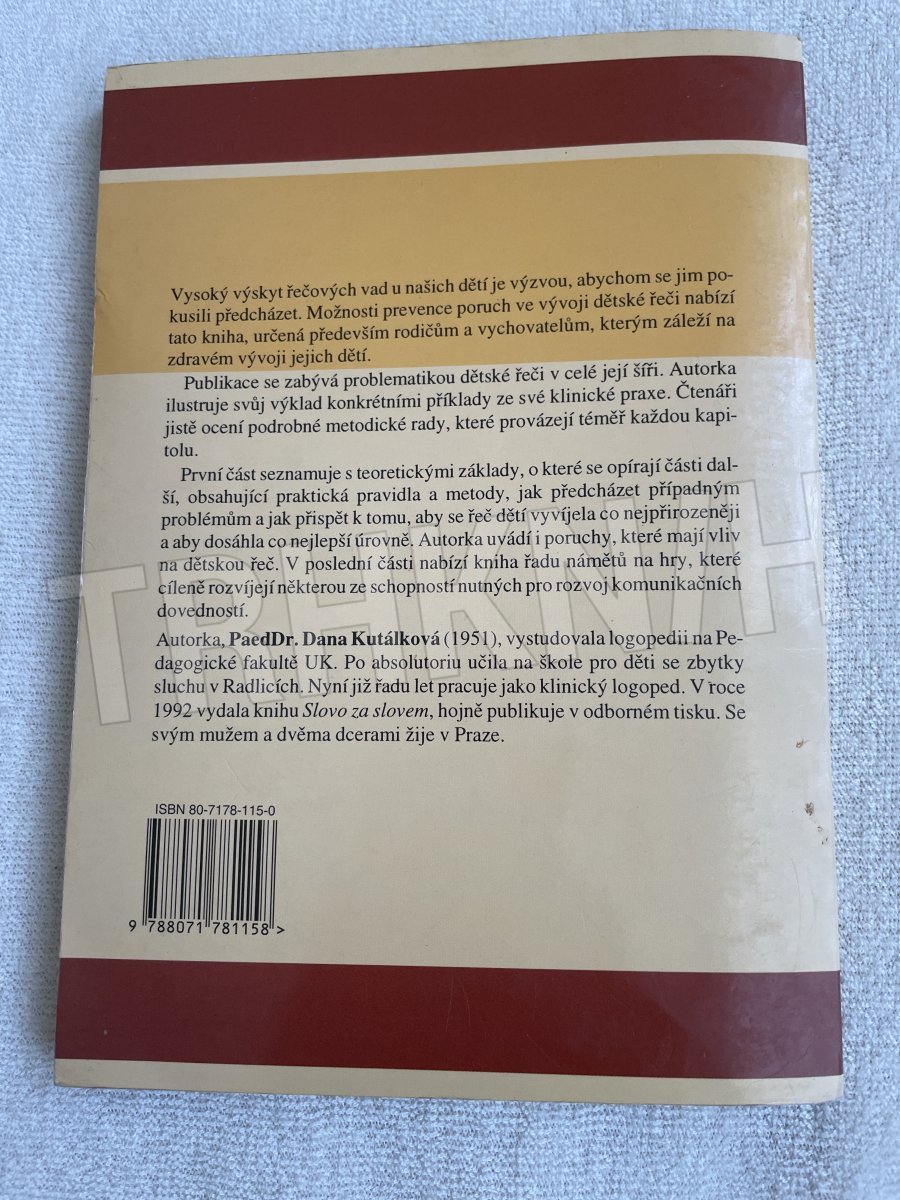 Vysoký výskyt řečových vad u našich dětí je výzvou, abychom se jim po-
kusili předcházet. Možnosti prevence poruch ve vývoji dětské řeči nabízí
tato kniha, určená především rodičům a vychovatelům, kterým záleží na
zdravém vývoji jejich dětí.
Publikace se zabývá problematikou dětské řeči v celé její šíři. Autorka
ilustruje svůj výklad konkrétními příklady ze své klinické praxe. Čtenáři
jistě ocení podrobné metodické rady, které provázejí téměř každou kapi-
tolu.
První část seznamuje s teoretickými základy, o které se opírají části dal-
ší, obsahující praktická pravidla a metody, jak předcházet případným
problémům a jak přispět k tomu, aby se řeč dětí vyvíjela co nejpřirozeněji
a aby dosáhla co nejlepší úrovně. Autorka uvádí i poruchy, které mají vliv
na dětskou řeč. V poslední části nabízí kniha řadu námětů na hry, které
cíleně rozvíjejí některou ze schopností nutných pro rozvoj komunikačních
dovedností.
Autorka, PaedDr. Dana Kutálková (1951), vystudovala logopedii na Pe-
dagogické fakultě UK. Po absolutoriu učila na škole pro děti se zbytky
sluchu v Radlicích. Nyní již řadu let pracuje jako klinický logoped. V roce
1992 vydala knihu Slovo za slovem, hojně publikuje v odborném tisku. Se
svým mužem a dvěma dcerami žije v Praze.
ISBN 80-7178-115-0
9 788071 781158 >
TRHKNIH